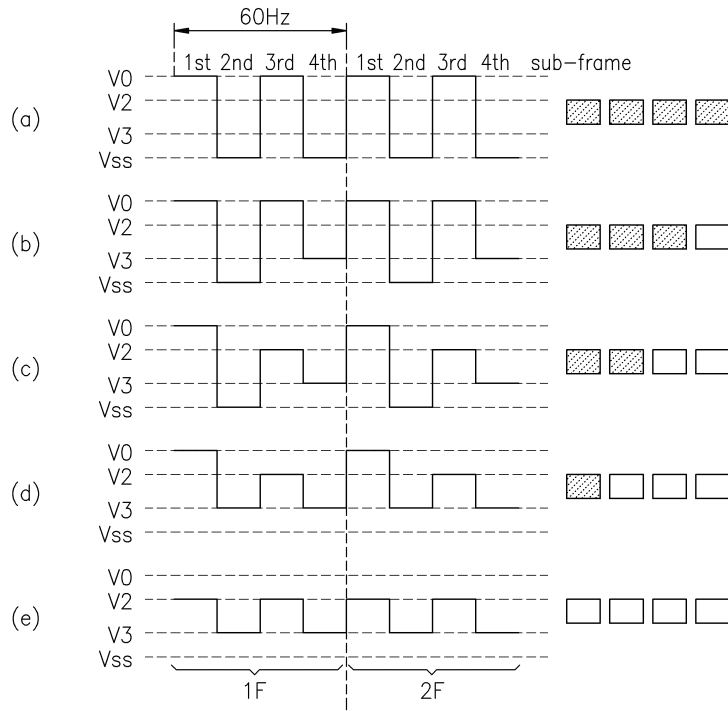 60Hz
1st 2nd 3rd 4th 1st 2nd 3rd 4th sub-frame
(a)
V0
V2
V3
Vss
(b)
V0
V2
V3
Vss
(c)
V0
V2
V3
Vss
(d)
V0
V2
V3
Vss
(e)
V0
V2
V3
Vss
1F 2F